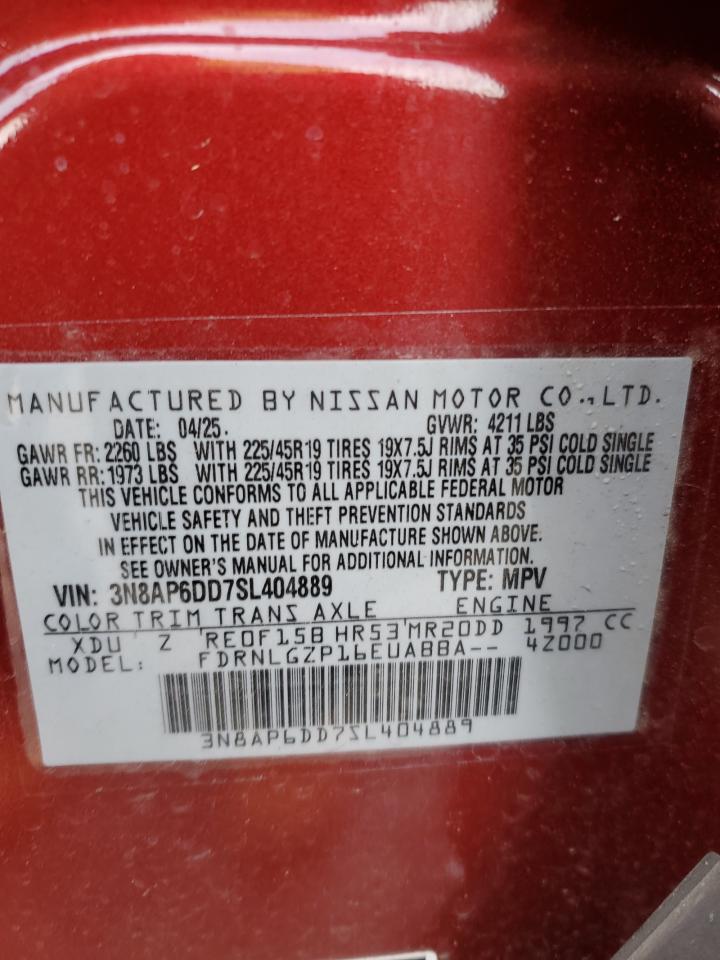 MANUFACTURED BY NISSAN MOTOR CO.,LTD.
DATE: 04/25. GVWR: 4211 LBS
GAWR FR: 2260 LBS WITH 225/45R19 TIRES 19X7.5J RIMS AT 35 PSI COLD SINGLE
GAWR RR: 1973 LBS WITH 225/45R19 TIRES 19X7.5J RIMS AT 35 PSI COLD SINGLE
THIS VEHICLE CONFORMS TO ALL APPLICABLE FEDERAL MOTOR
VEHICLE SAFETY AND THEFT PREVENTION STANDARDS
IN EFFECT ON THE DATE OF MANUFACTURE SHOWN ABOVE.
SEE OWNER'S MANUAL FOR ADDITIONAL INFORMATION.
VIN: 3N8AP6DD7SL404889 TYPE: MPV
COLOR TRIM TRANS AXLE ENGINE
XDU Z RE0F15B HR53 MR20DD 1997 CC
MODEL: FDRNLGZP16EUABBA-- 4Z000
3N8AP6DD7SL404889